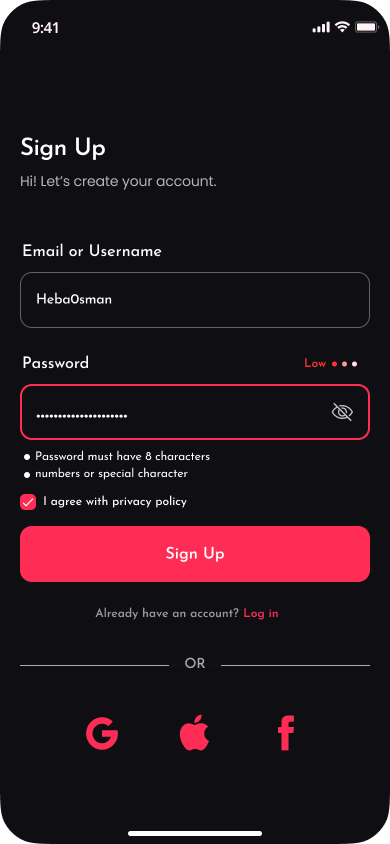 9:41
Sign Up
Hi! Let's create your account.
Email or Username
Heba0sman
Password
Low
Password must have 8 characters
numbers or special character
I agree with privacy policy
Sign Up
Already have an account? Log in
OR